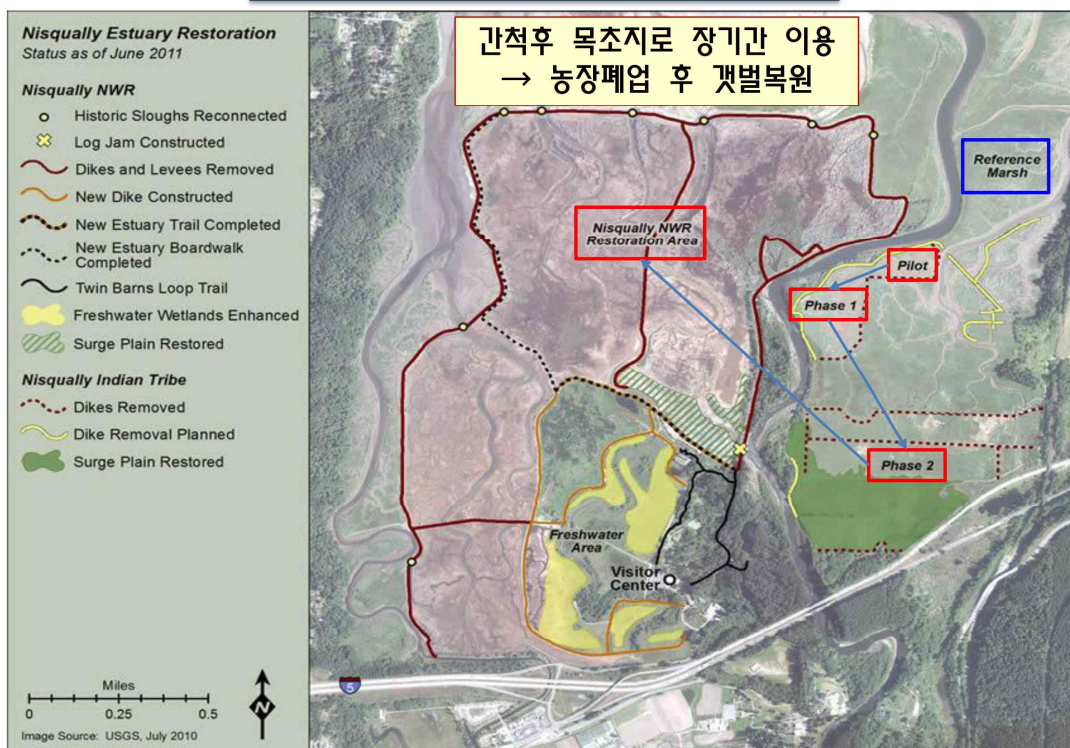 Nisqually Estuary Restoration
Status as of June 2011
Nisqually NWR
Historic Sloughs Reconnected
Log Jam Constructed
Dikes and Levees Removed
New Dike Constructed
New Estuary Trail Completed
New Estuary Boardwalk
Completed
Twin Barns Loop Trail
Freshwater Wetlands Enhanced
Surge Plain Restored
Nisqually Indian Tribe
Dikes Removed
Dike Removal Planned
Surge Plain Restored
Miles
0 0.25 0.5
N
Image Source: USGS, July 2010
간척후 목초지로 장기간 이용
→ 농장폐업 후 갯벌복원
Reference
Marsh
Nisqually NWR
Restoration Area
Pilot
Phase 1
Phase 2
Freshwater
Area
Visitor
Center
5